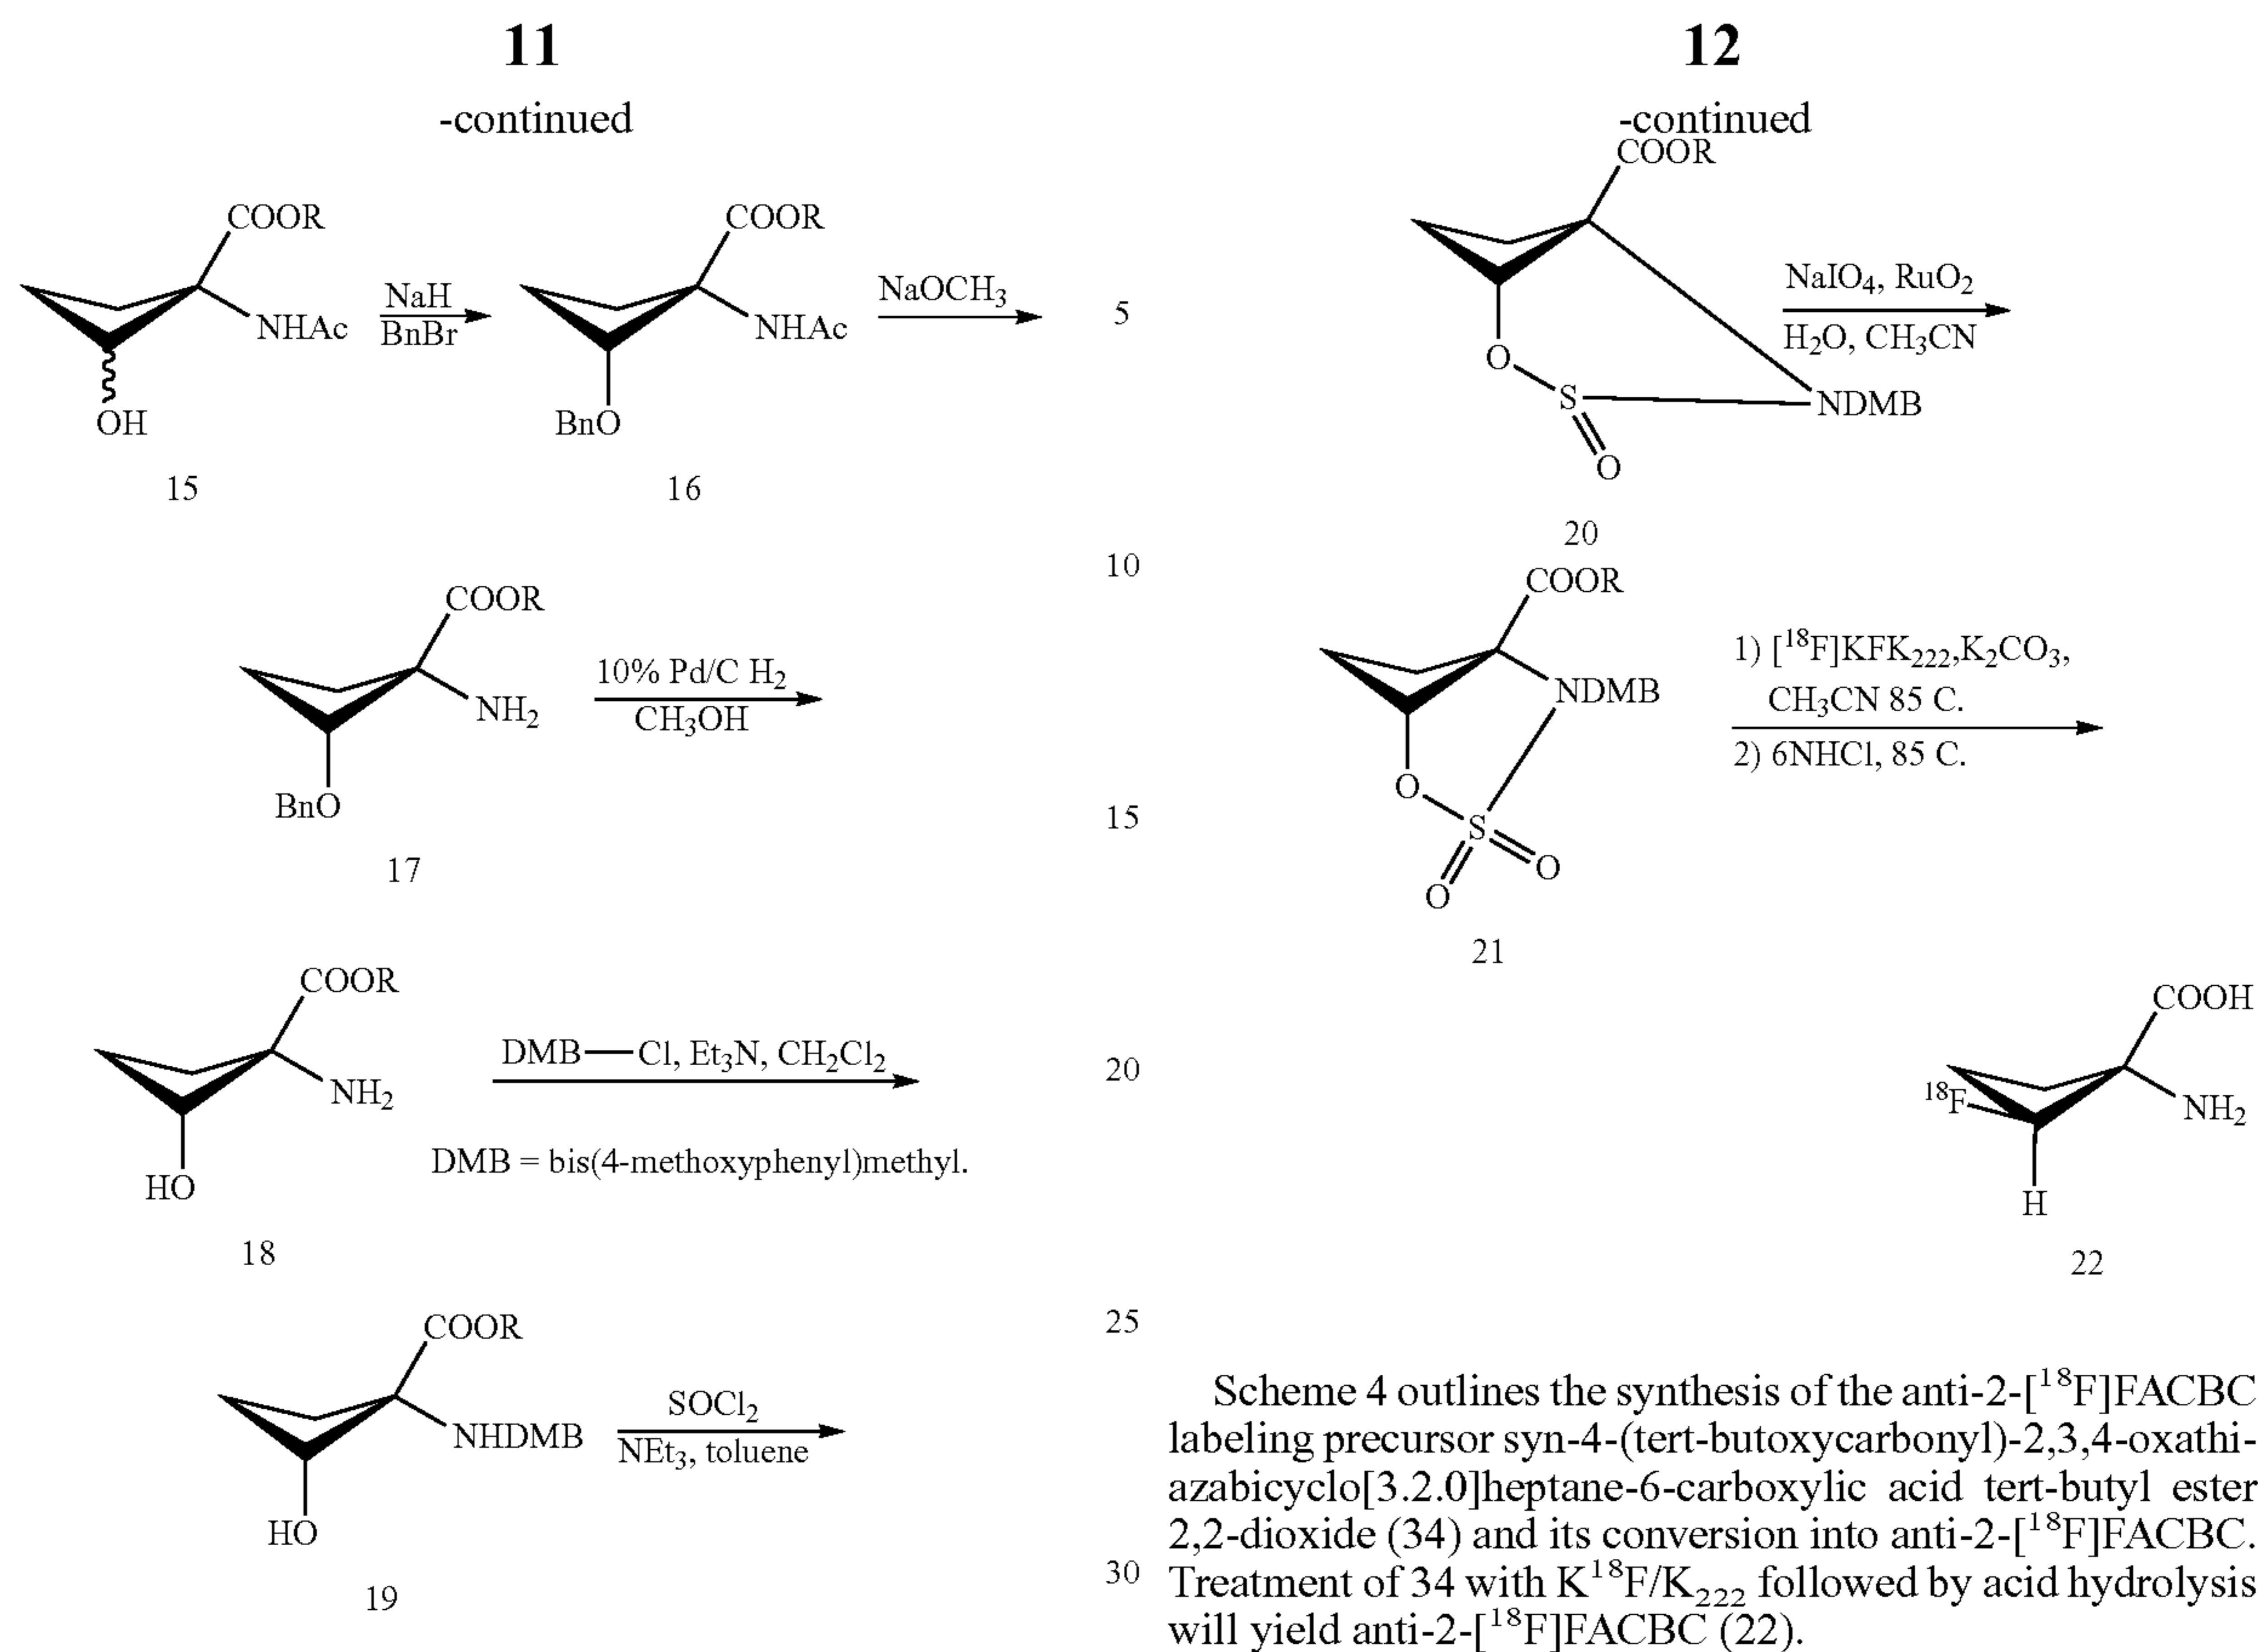 11
-continued
COOR
NHAc
OH
15
NaH
BnBr
COOR
NHAc
BnO
16
NaOCH₃
COOR
NH₂
BnO
17
10% Pd/C H₂
CH₃OH
COOR
NH₂
HO
18
DMB—Cl, Et₃N, CH₂Cl₂
DMB = bis(4-methoxyphenyl)methyl.
COOR
NHDMB
HO
19
SOCl₂
NEt₃, toluene
5
10
15
20
25
30
12
-continued
COOR
O
S
O
NDMB
20
NaIO₄, RuO₂
H₂O, CH₃CN
COOR
NDMB
O
S
O
O
21
1) [¹⁸F]KFK₂₂₂,K₂CO₃,
CH₃CN 85 C.
2) 6NHCl, 85 C.
COOH
¹⁸F
NH₂
H
22
Scheme 4 outlines the synthesis of the anti-2-[¹⁸F]FACBC
labeling precursor syn-4-(tert-butoxycarbonyl)-2,3,4-oxathi-
azabicyclo[3.2.0]heptane-6-carboxylic acid tert-butyl ester
2,2-dioxide (34) and its conversion into anti-2-[¹⁸F]FACBC.
Treatment of 34 with K¹⁸F/K₂₂₂ followed by acid hydrolysis
will yield anti-2-[¹⁸F]FACBC (22).